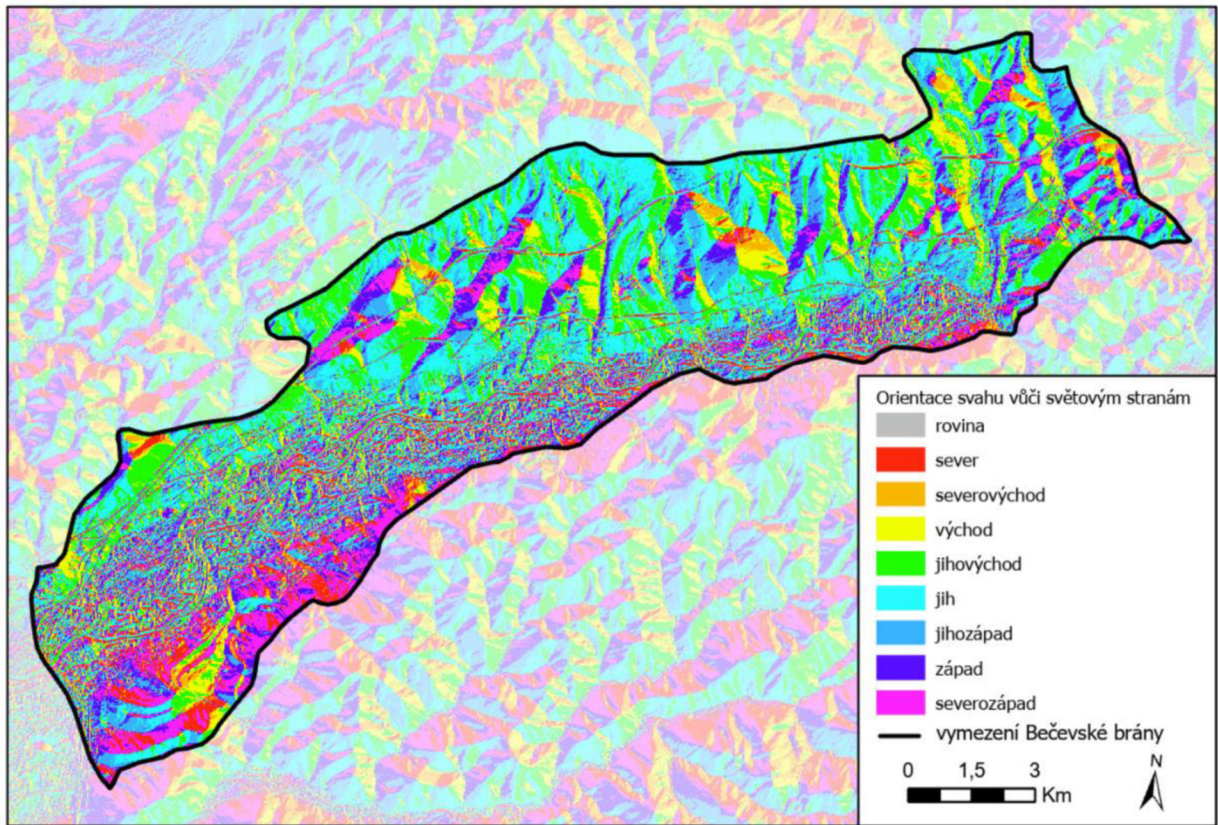 Orientace svahu vůči světovým stranám
rovina
sever
severovýchod
východ
jihovýchod
jih
jihozápad
západ
severozápad
vymezení Bečevské brány
0 1,5 3
Km
N